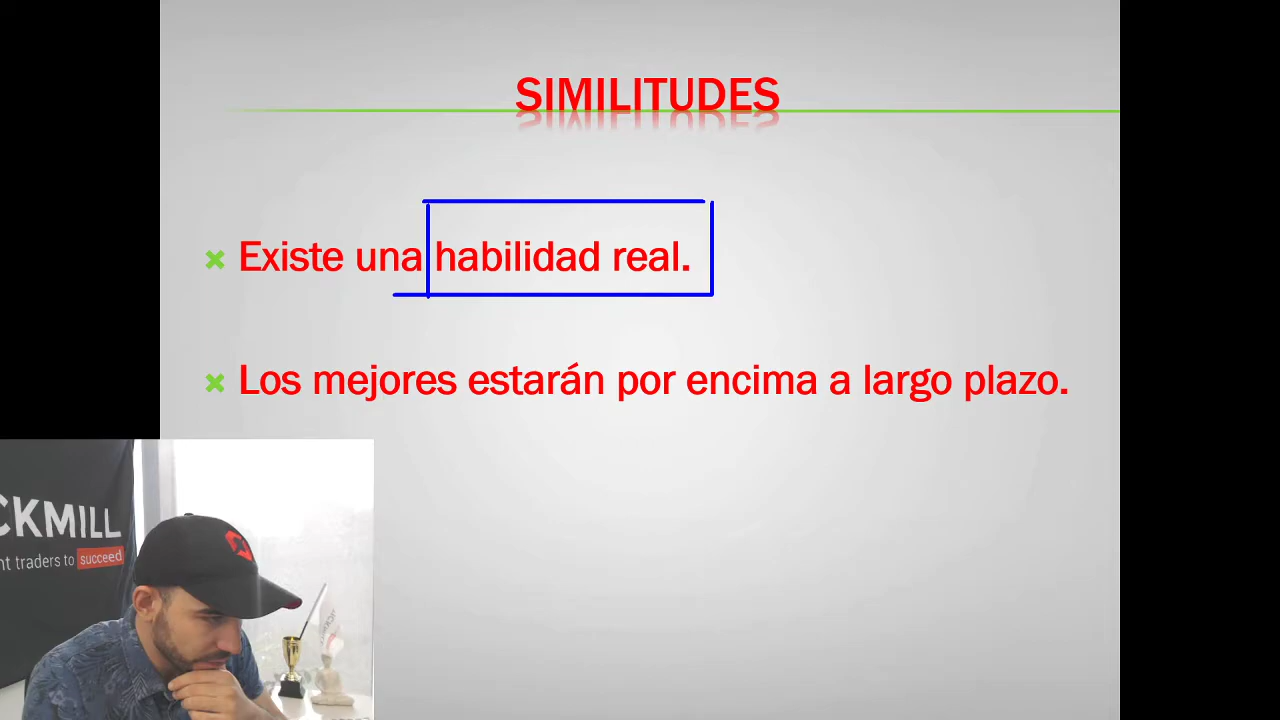 SIMILITUDES
Existe una habilidad real.
Los mejores estarán por encima a largo plazo.
CKMILL
nt traders to succeed